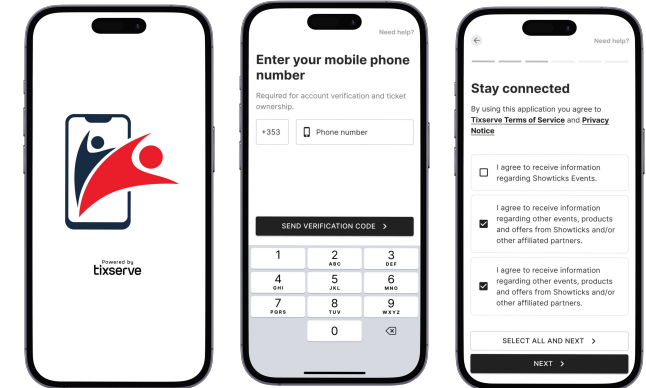 Powered by
tixserve
Need help?
Enter your mobile phone
number
Required for account verification and ticket
ownership.
+353
Phone number
SEND VERIFICATION CODE >
1
2
ABC
3
DEF
4
GHI
5
JKL
6
MNO
7
PQRS
8
TUV
9
WXYZ
0
Need help?
Stay connected
By using this application you agree to
Tixserve Terms of Service and Privacy
Notice
I agree to receive information
regarding Showticks Events.
I agree to receive information
regarding other events, products
and offers from Showticks and/or
other affiliated partners.
I agree to receive information
regarding other events, products
and offers from Showticks and/or
other affiliated partners.
SELECT ALL AND NEXT >
NEXT >